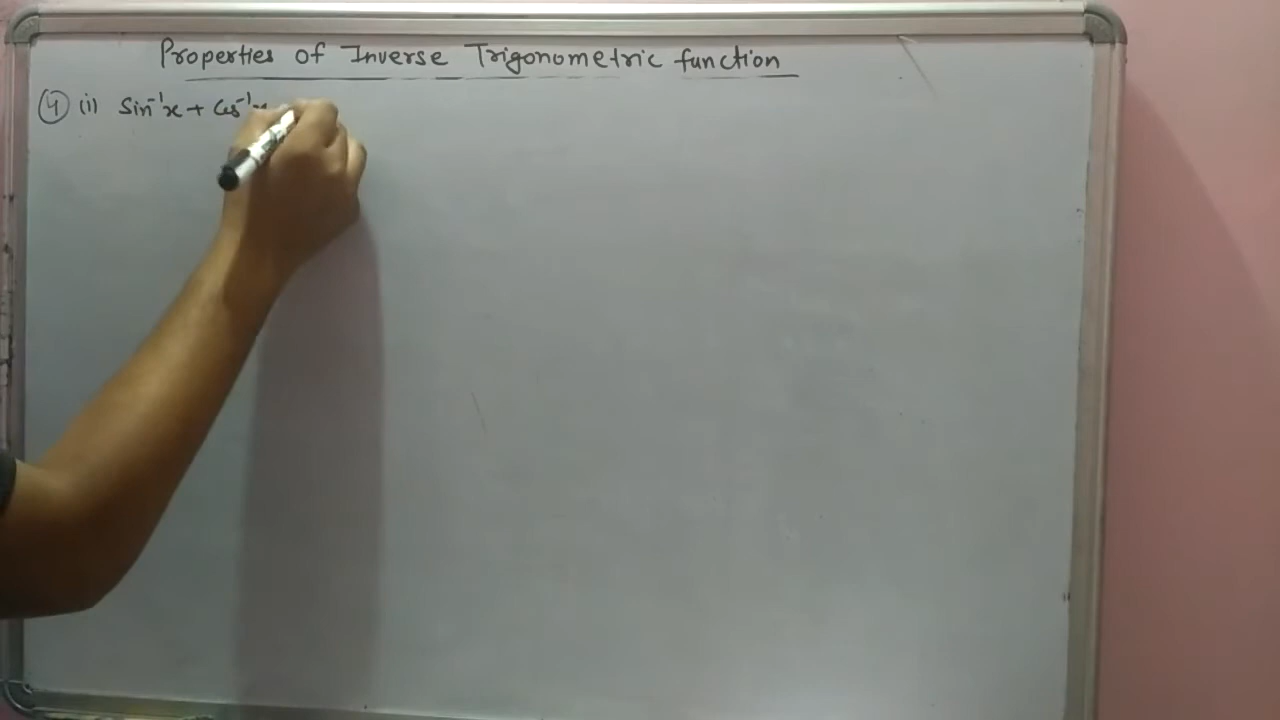 Properties of Inverse Trigonometric function
④ (i) Sin⁻¹x + Cos⁻¹x